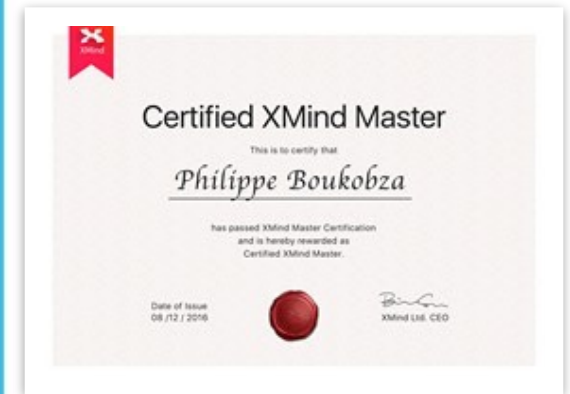 XMind
Certified XMind Master
This is to certify that
Philippe Boukobza
has passed XMind Master Certification
and is hereby rewarded as
Certified XMind Master.
Date of Issue
08 /12 / 2016
XMind Ltd. CEO